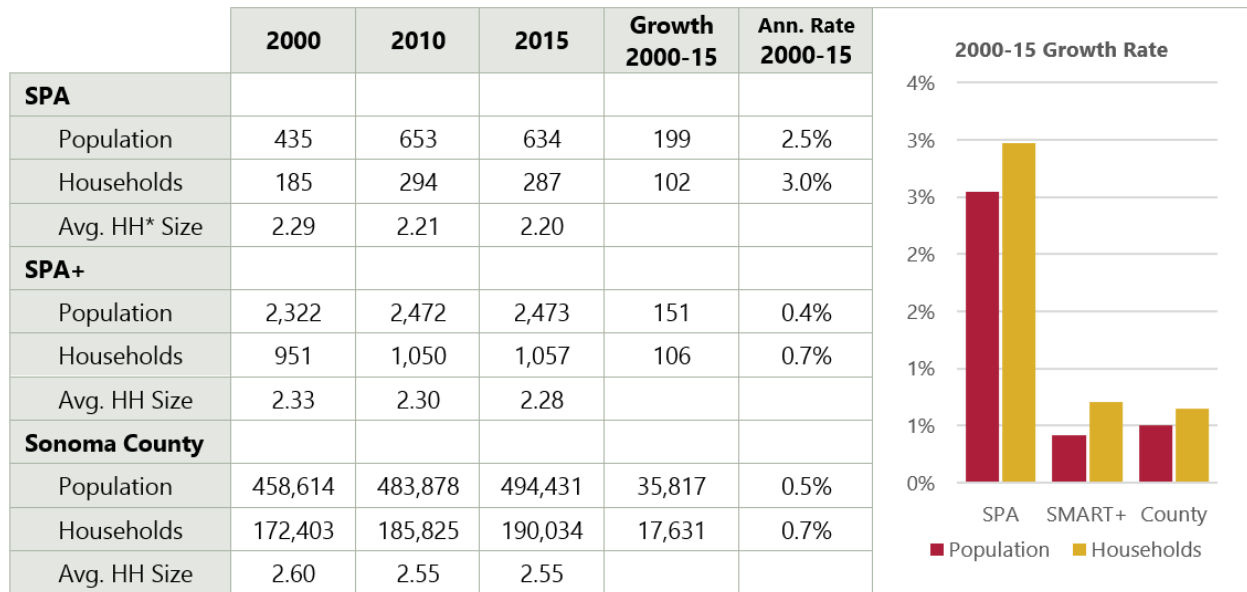 2000 2010 2015 Growth 2000-15 Ann. Rate 2000-15
SPA
Population 435 653 634 199 2.5%
Households 185 294 287 102 3.0%
Avg. HH* Size 2.29 2.21 2.20
SPA+
Population 2,322 2,472 2,473 151 0.4%
Households 951 1,050 1,057 106 0.7%
Avg. HH Size 2.33 2.30 2.28
Sonoma County
Population 458,614 483,878 494,431 35,817 0.5%
Households 172,403 185,825 190,034 17,631 0.7%
Avg. HH Size 2.60 2.55 2.55
2000-15 Growth Rate
4%
3%
3%
2%
2%
1%
1%
0%
SPA SMART+ County
Population Households